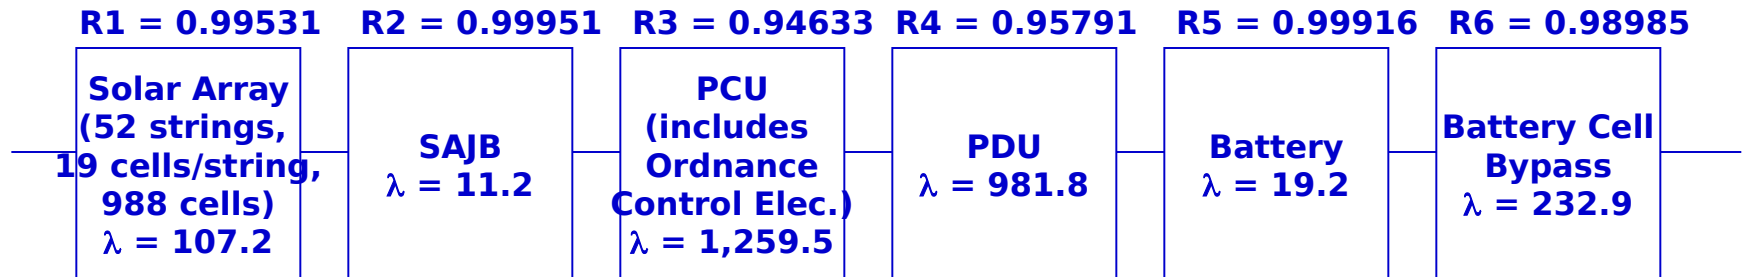 R1 = 0.99531
R2 = 0.99951
R3 = 0.94633
R4 = 0.95791
R5 = 0.99916
R6 = 0.98985
Solar Array
(52 strings,
19 cells/string,
988 cells)
λ = 107.2
SAJB
λ = 11.2
PCU
(includes
Ordnance
Control Elec.)
λ = 1,259.5
PDU
λ = 981.8
Battery
λ = 19.2
Battery Cell
Bypass
λ = 232.9